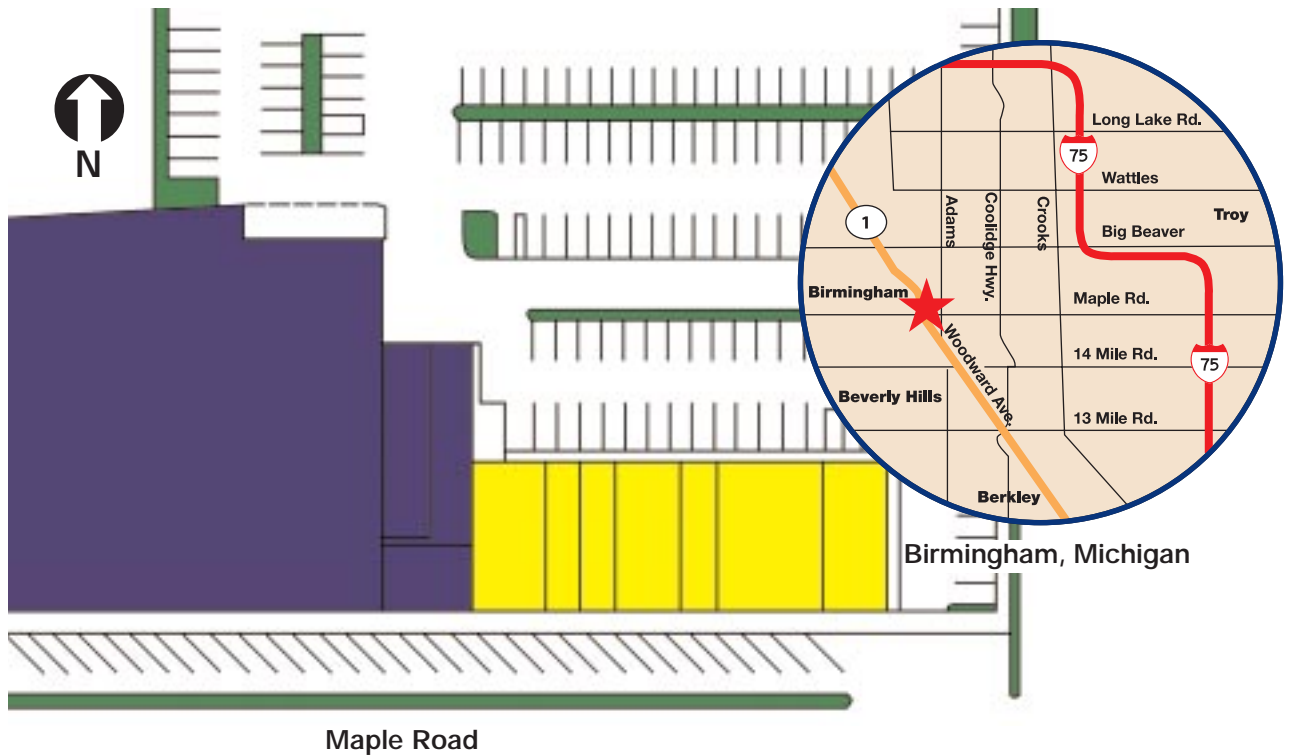 N
Long Lake Rd.
75
Wattles
Troy
1
Adams
Coolidge Hwy.
Crooks
Big Beaver
Birmingham
Maple Rd.
Woodward Ave.
14 Mile Rd.
75
Beverly Hills
13 Mile Rd.
Berkley
Birmingham, Michigan
Maple Road